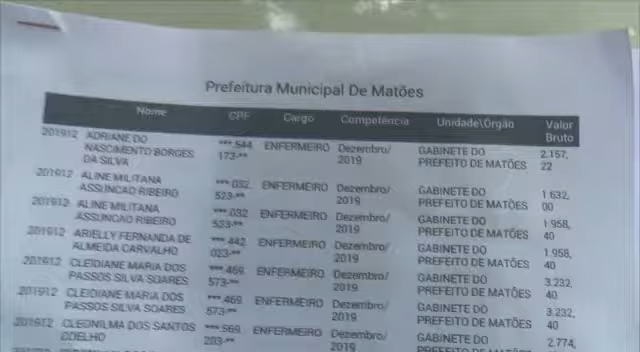 Prefeitura Municipal De Matões
Nome CPF Cargo Competência Unidade\Órgão Valor Bruto
201912 ADRIANE DO NASCIMENTO BORGES DA SILVA ***.544.173-** ENFERMEIRO Dezembro/2019 GABINETE DO PREFEITO DE MATÕES 2.157,22
201912 ALINE MILITANA ASSUNCAO RIBEIRO ***.032.523-** ENFERMEIRO Dezembro/2019 GABINETE DO PREFEITO DE MATÕES 1.632,00
201912 ALINE MILITANA ASSUNCAO RIBEIRO ***.032.523-** ENFERMEIRO Dezembro/2019 GABINETE DO PREFEITO DE MATÕES 1.958,40
201912 ARIELLY FERNANDA DE ALMEIDA CARVALHO ***.442.023-** ENFERMEIRO Dezembro/2019 GABINETE DO PREFEITO DE MATÕES 1.958,40
201912 CLEIDIANE MARIA DOS PASSOS SILVA SOARES ***.469.573-** ENFERMEIRO Dezembro/2019 GABINETE DO PREFEITO DE MATÕES 3.232,40
201912 CLEIDIANE MARIA DOS PASSOS SILVA SOARES ***.469.573-** ENFERMEIRO Dezembro/2019 GABINETE DO PREFEITO DE MATÕES 3.232,40
201912 CLEONILMA DOS SANTOS COELHO ***.569.203-** ENFERMEIRO Dezembro/2019 GABINETE DO PREFEITO DE MATÕES 2.774,